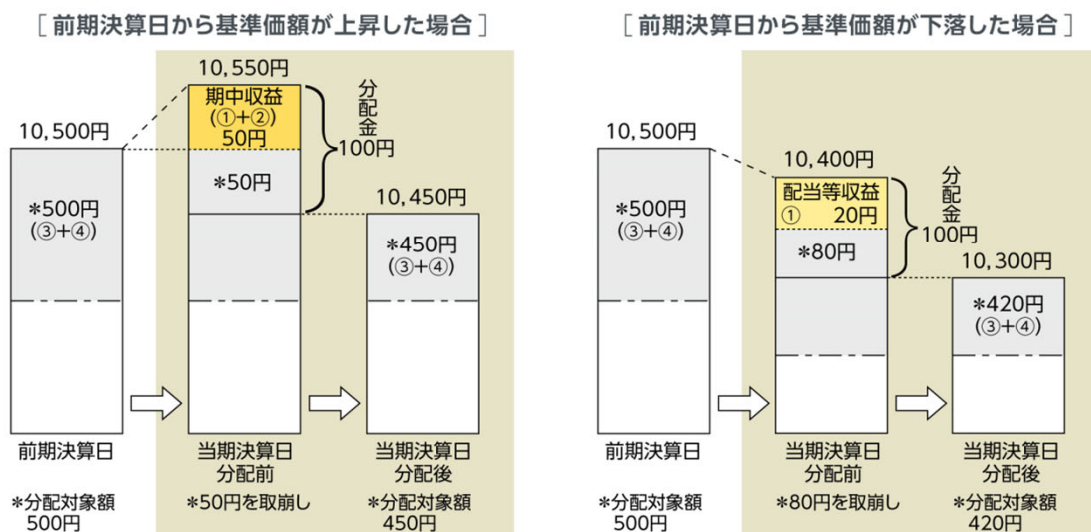 [前期決算日から基準価額が上昇した場合]
10,500円
*500円
(③+④)
前期決算日
*分配対象額
500円
10,550円
期中収益
(①+②)
50円
*50円
分配金
100円
当期決算日
分配前
*50円を取崩し
10,450円
*450円
(③+④)
当期決算日
分配後
*分配対象額
450円
[前期決算日から基準価額が下落した場合]
10,500円
*500円
(③+④)
前期決算日
*分配対象額
500円
10,400円
配当等収益
① 20円
*80円
分配金
100円
当期決算日
分配前
*80円を取崩し
10,300円
*420円
(③+④)
当期決算日
分配後
*分配対象額
420円